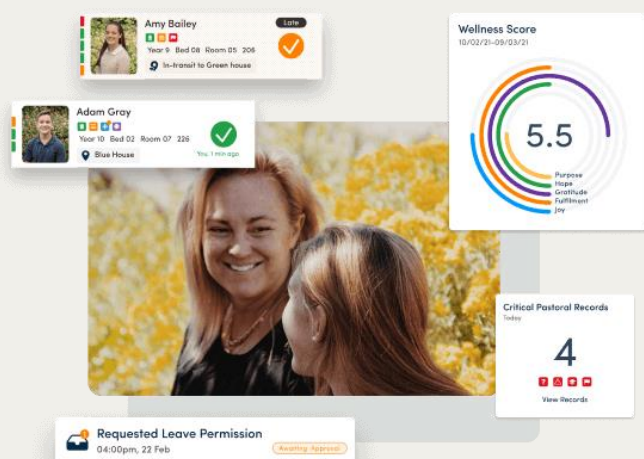 Amy Bailey
Late
Year 9 Bed 08 Room 05 206
In-transit to Green house
Adam Gray
Year 10 Bed 02 Room 07 226
Blue House
You, 1 min ago
Wellness Score
10/02/21-09/03/21
5.5
Purpose
Hope
Gratitude
Fulfilment
Joy
Critical Pastoral Records
Today
4
View Records
Requested Leave Permission
04:00pm, 22 Feb
Awaiting Approval